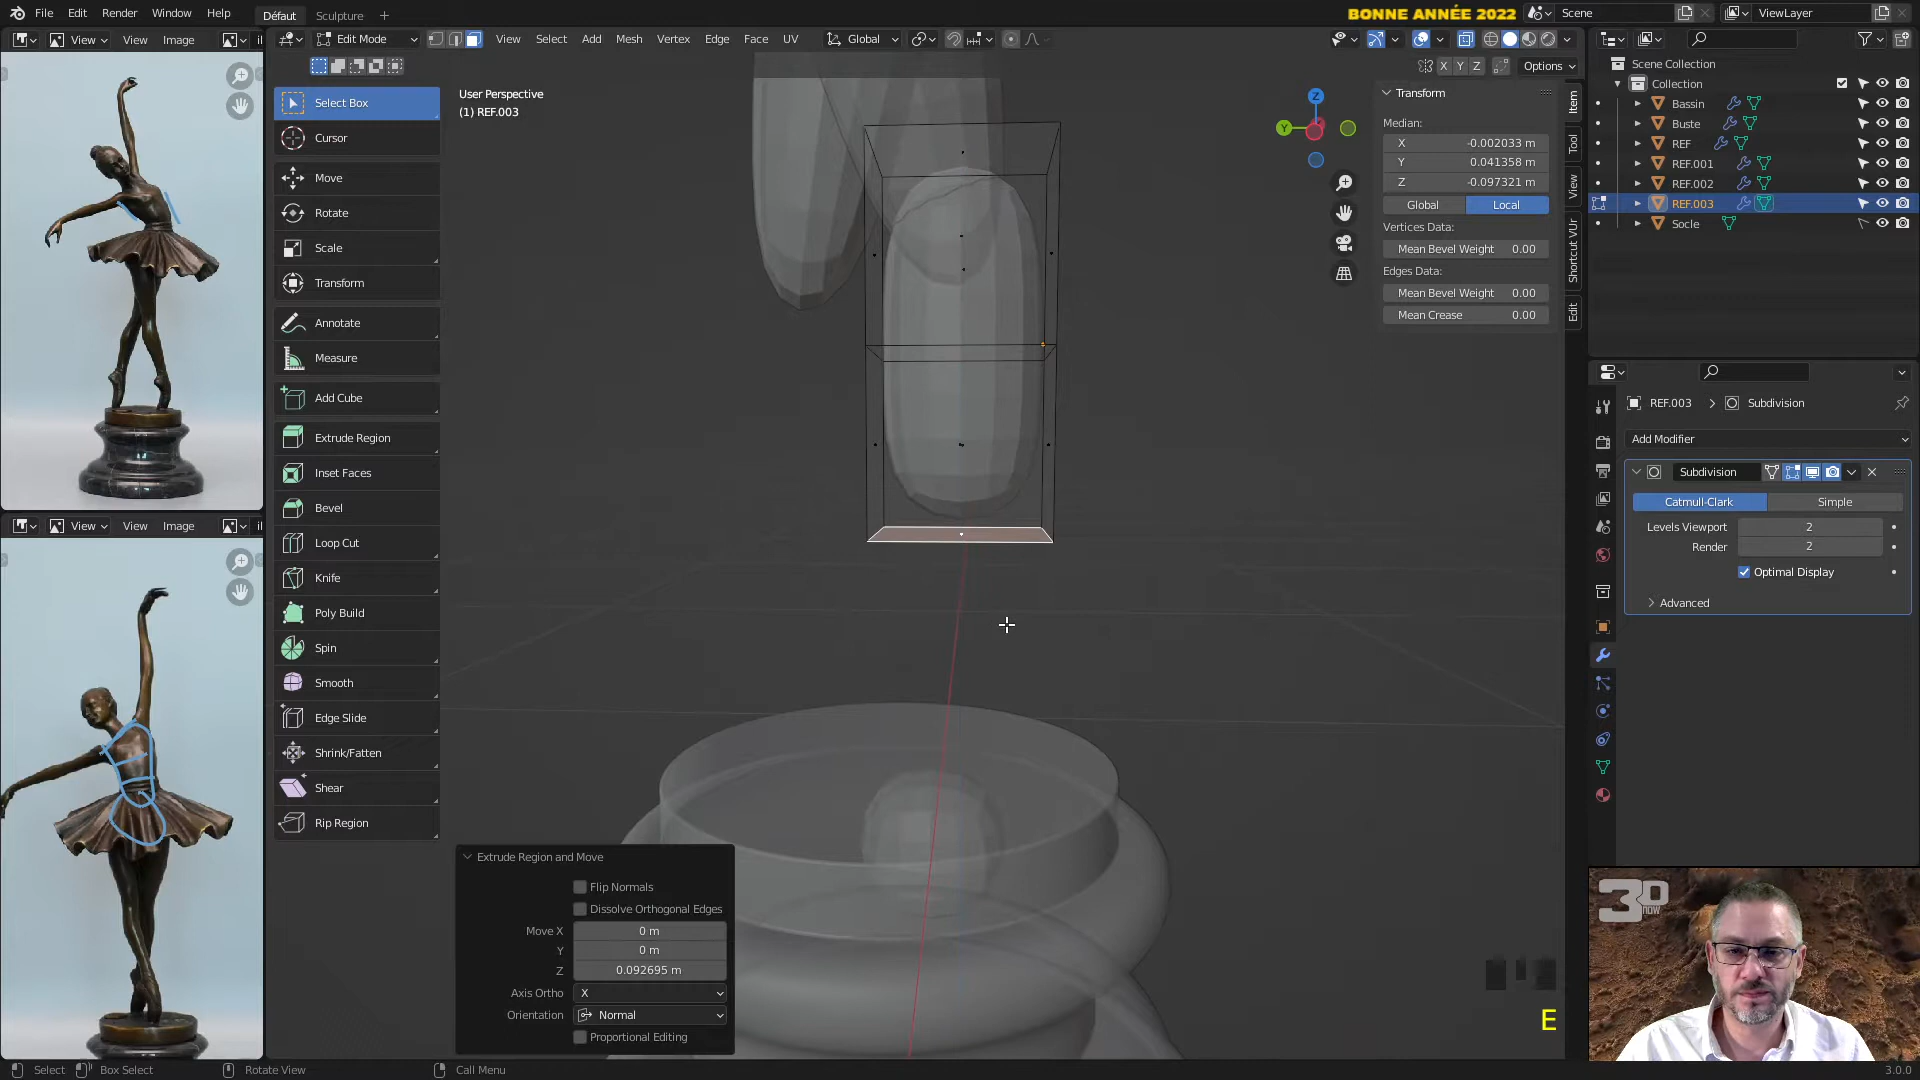 File Edit Render Window Help Défaut Sculpture + BONNE ANNÉE 2022 Scene ViewLayer
View View Image Edit Mode View Select Add Mesh Vertex Edge Face UV Global
X Y Z Options
User Perspective
(1) REF.003
Select Box
Cursor
Move
Rotate
Scale
Transform
Annotate
Measure
Add Cube
Extrude Region
Inset Faces
Bevel
Loop Cut
Knife
Poly Build
Spin
Smooth
Edge Slide
Shrink/Fatten
Shear
Rip Region
View View Image
Z
Y
Transform
Median:
X -0.002033 m
Y 0.041358 m
Z -0.097321 m
Global Local
Vertices Data:
Mean Bevel Weight 0.00
Edges Data:
Mean Bevel Weight 0.00
Mean Crease 0.00
Item
Tool
View
Shortcut VUr
Edit
Scene Collection
Collection
Bassin
Buste
REF
REF.001
REF.002
REF.003
Socle
REF.003 > Subdivision
Add Modifier
Subdivision
Catmull-Clark Simple
Levels Viewport 2
Render 2
Optimal Display
Advanced
Extrude Region and Move
Flip Normals
Dissolve Orthogonal Edges
Move X 0 m
Y 0 m
Z 0.092695 m
Axis Ortho X
Orientation Normal
Proportional Editing
E
3D
now
Select Box Select Rotate View Call Menu 3.0.0